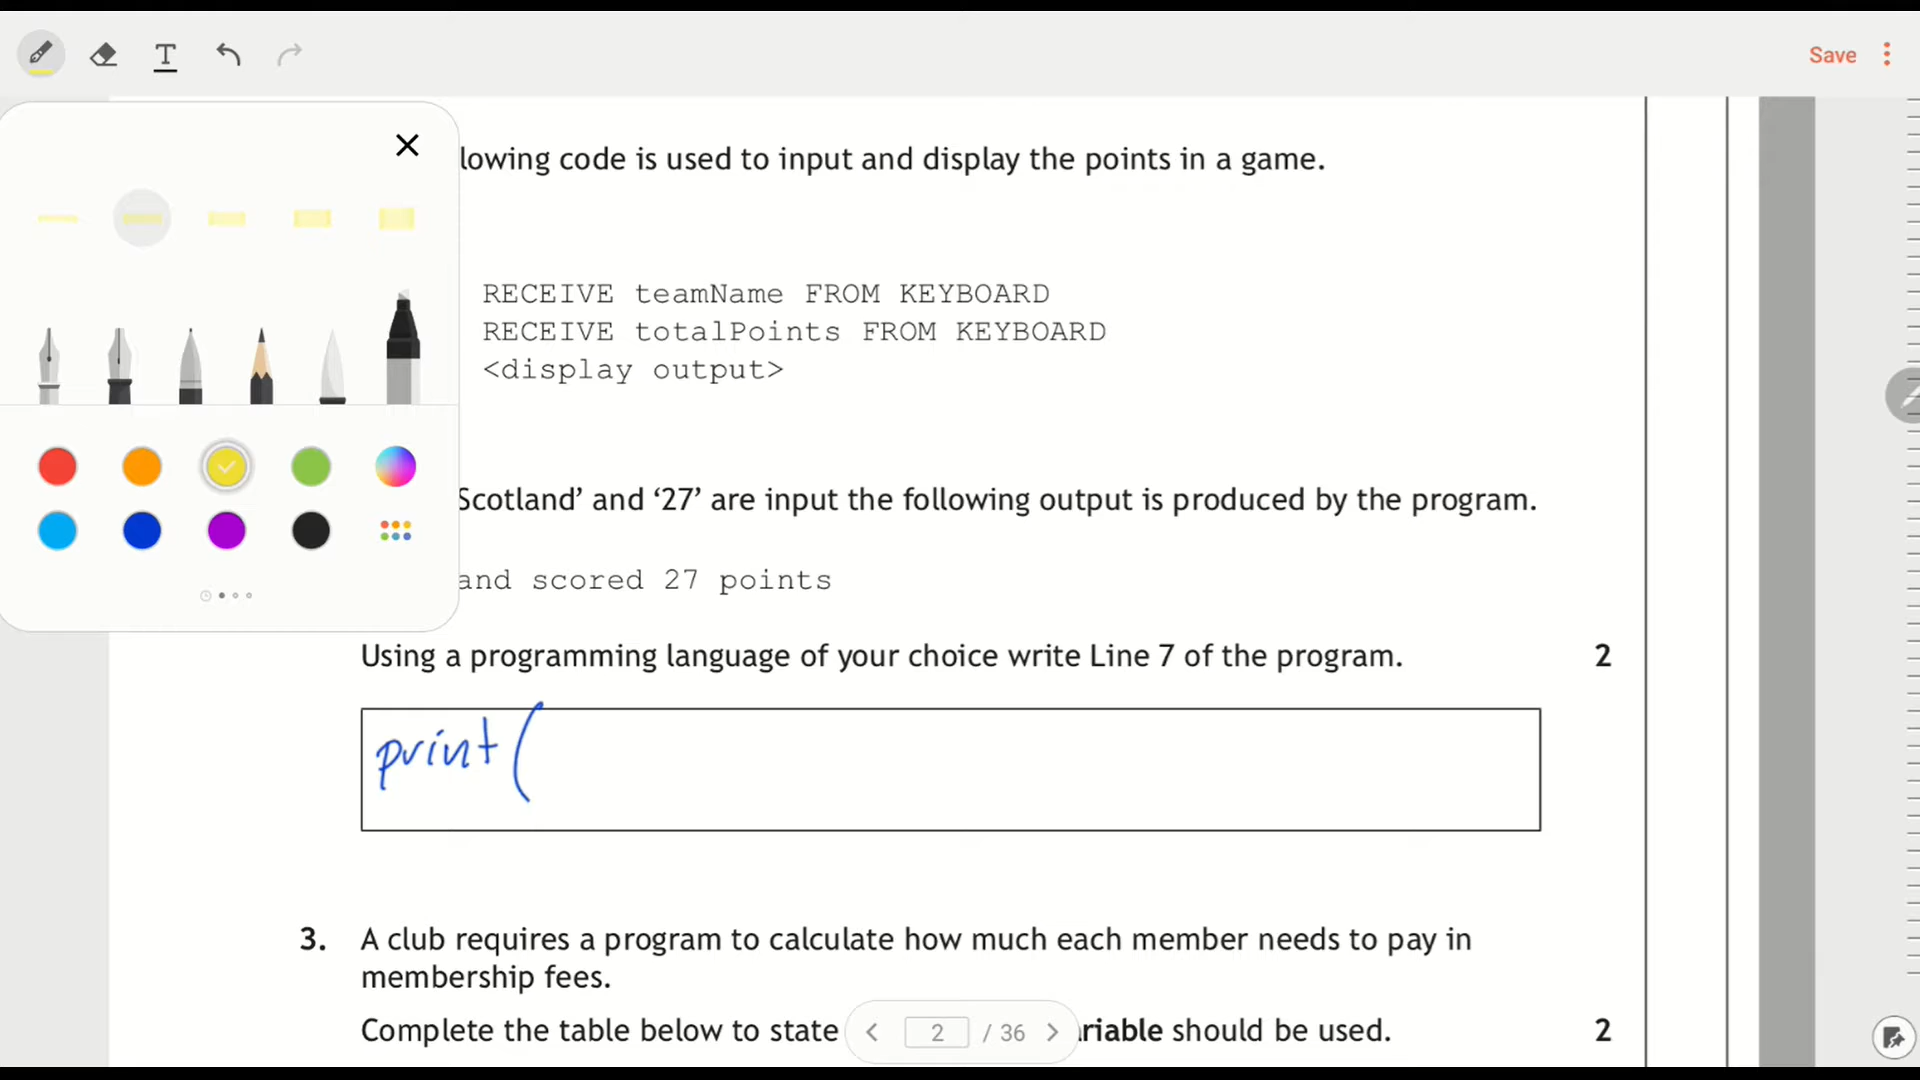 Save
lowing code is used to input and display the points in a game.
RECEIVE teamName FROM KEYBOARD
RECEIVE totalPoints FROM KEYBOARD
<display output>
Scotland’ and ‘27’ are input the following output is produced by the program.
and scored 27 points
Using a programming language of your choice write Line 7 of the program. 2
print(
3. A club requires a program to calculate how much each member needs to pay in
membership fees.
Complete the table below to state riable should be used. 2
2 / 36